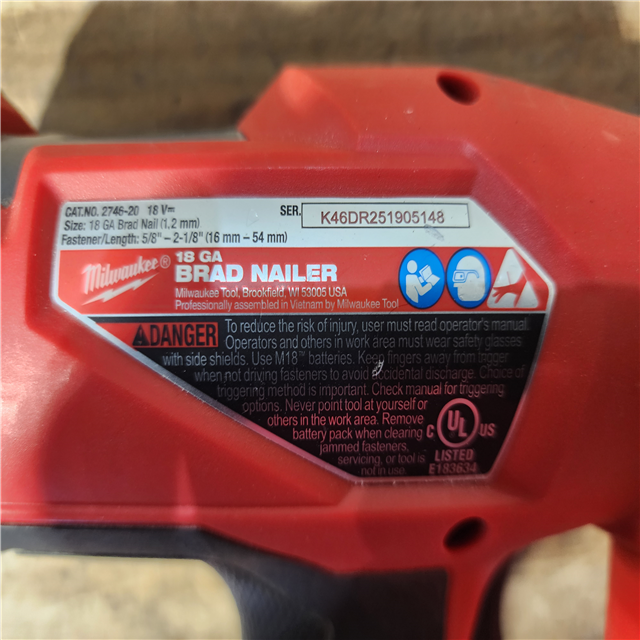 CAT.NO. 2746-20 18 V
SER. K46DR251905148
Size: 18 GA Brad Nail (1,2 mm)
Fastener/Length: 5/8" – 2-1/8" (16 mm – 54 mm)
Milwaukee®
18 GA
BRAD NAILER
Milwaukee Tool, Brookfield, WI 53005 USA
Professionally assembled in Vietnam by Milwaukee Tool
DANGER
To reduce the risk of injury, user must read operator's manual.
Operators and others in work area must wear safety glasses
with side shields. Use M18™ batteries. Keep fingers away from trigger
when not driving fasteners to avoid accidental discharge. Choice of
triggering method is important. Check manual for triggering
options. Never point tool at yourself or
others in the work area. Remove
battery pack when clearing
jammed fasteners,
servicing, or tool is
not in use.
C UL US
LISTED
E183634